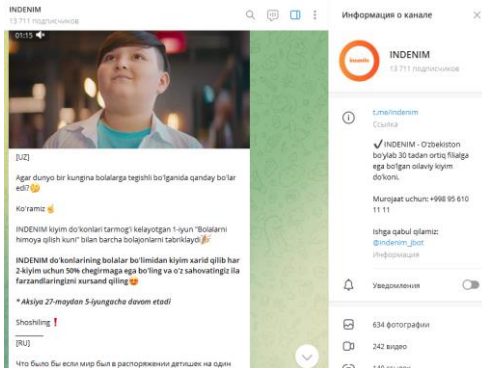 INDENIM
13 711 подписчиков
01:15
[UZ]
Agar dunyo bir kungina bolalarga tegishli bo'lganida qanday bo'lar
edi?🤔
Ko'ramiz ☝
INDENIM kiyim do'konlari tarmog'i kelayotgan 1-iyun "Bolalarni
himoya qilish kuni" bilan barcha bolajonlarni tabriklaydi🎉
INDENIM do'konlarining bolalar bo'limidan kiyim xarid qilib har
2-kiyim uchun 50% chegirmaga ega bo'ling va o'z sahovatingiz ila
farzandlaringizni xursand qiling😍
* Aksiya 27-maydan 5-iyungacha davom etadi
Shoshiling❗
[RU]
Что было бы если мир был в распоряжении детишек на один
Информация о канале
indenim
INDENIM
13 711 подписчиков
t.me/indenim
Ссылка
✔INDENIM - O'zbekiston
bo'ylab 30 tadan ortiq filialga
ega bo'lgan oilaviy kiyim
do'koni.
Murojaat uchun: +998 95 610
11 11
Ishga qabul qilamiz:
@indenim_jbot
Информация
Уведомления
634 фотографии
242 видео